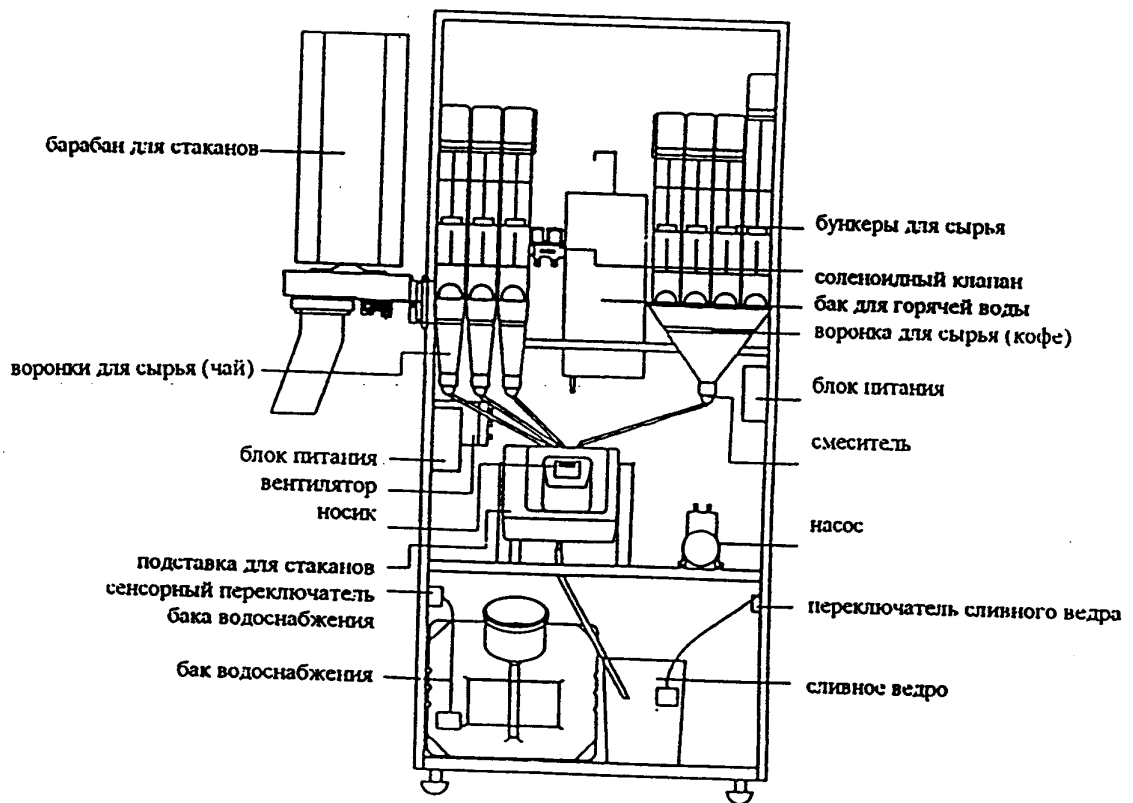 барабан для стаканов
воронки для сырья (чай)
блок питания
вентилятор
носик
подставка для стаканов
сенсорный переключатель
бака водоснабжения
бак водоснабжения
бункеры для сырья
соленоидный клапан
бак для горячей воды
воронка для сырья (кофе)
блок питания
смеситель
насос
переключатель сливного ведра
сливное ведро